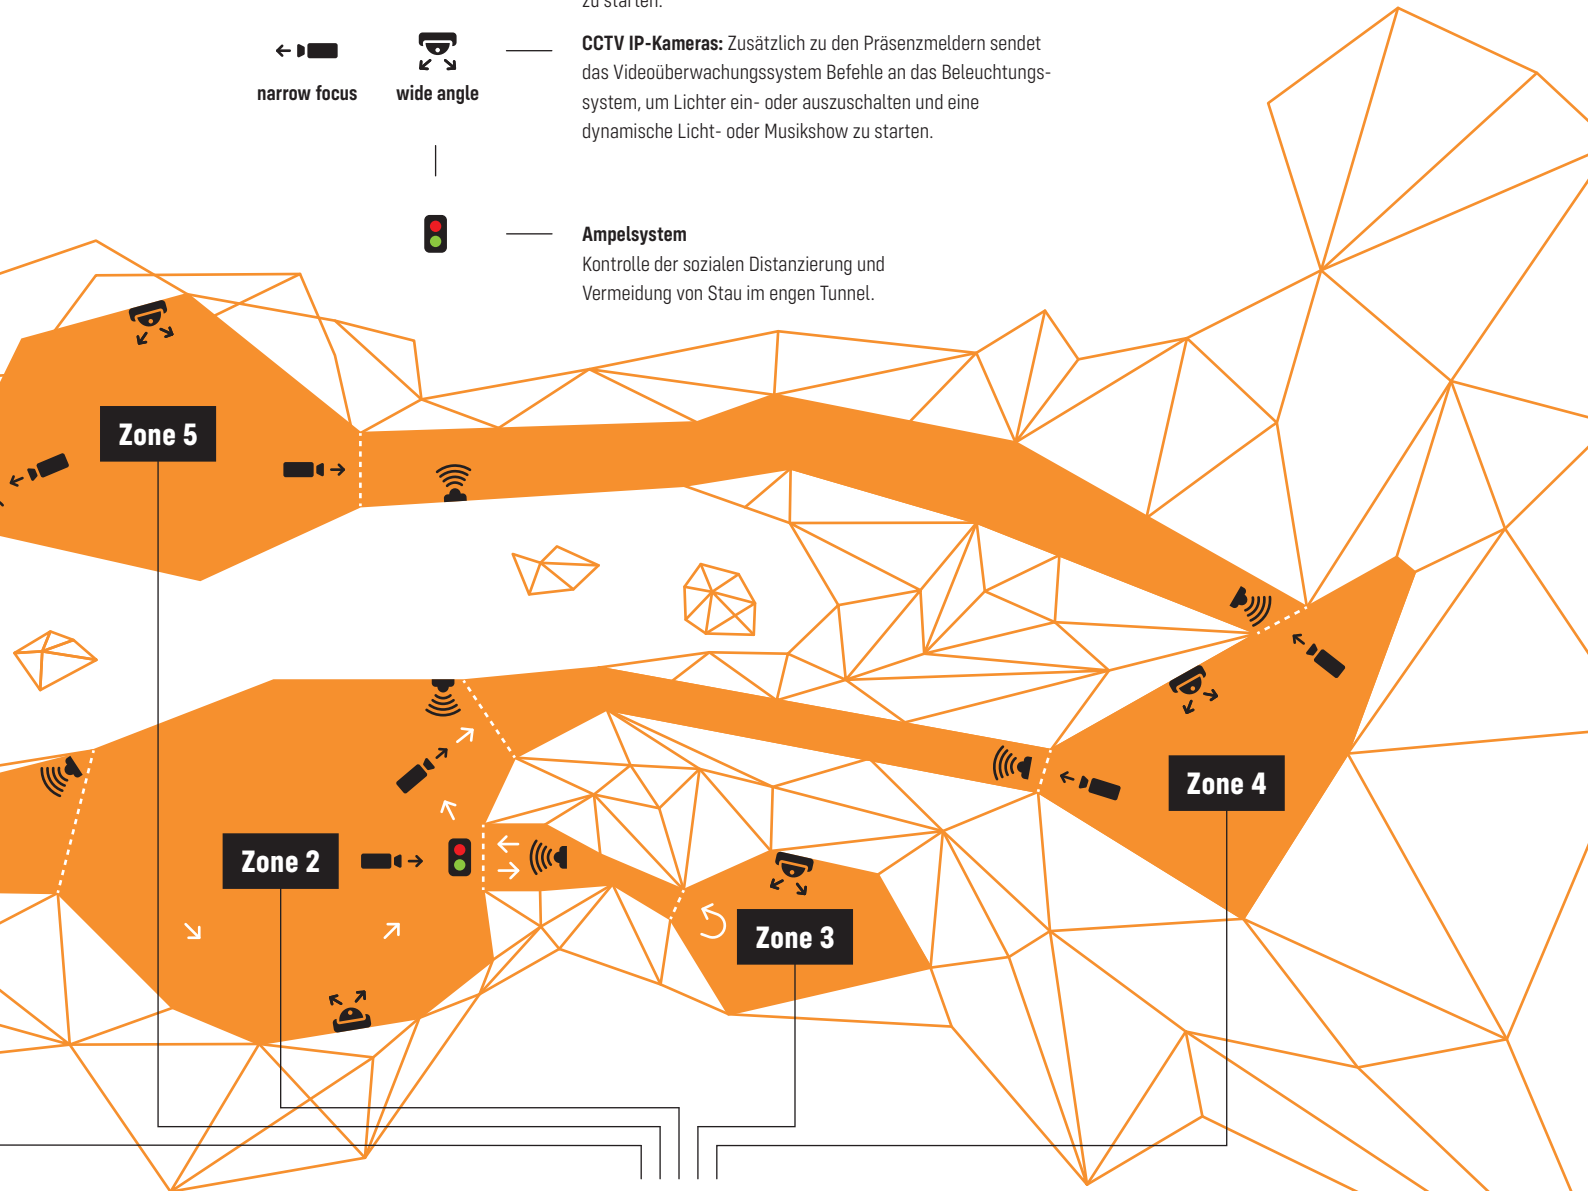 zu starten.
CCTV IP-Kameras: Zusätzlich zu den Präsenzmeldern sendet
das Videoüberwachungssystem Befehle an das Beleuchtungs-
system, um Lichter ein- oder auszuschalten und eine
dynamische Licht- oder Musikshow zu starten.
narrow focus
wide angle
Ampelsystem
Kontrolle der sozialen Distanzierung und
Vermeidung von Stau im engen Tunnel.
Zone 5
Zone 4
Zone 2
Zone 3